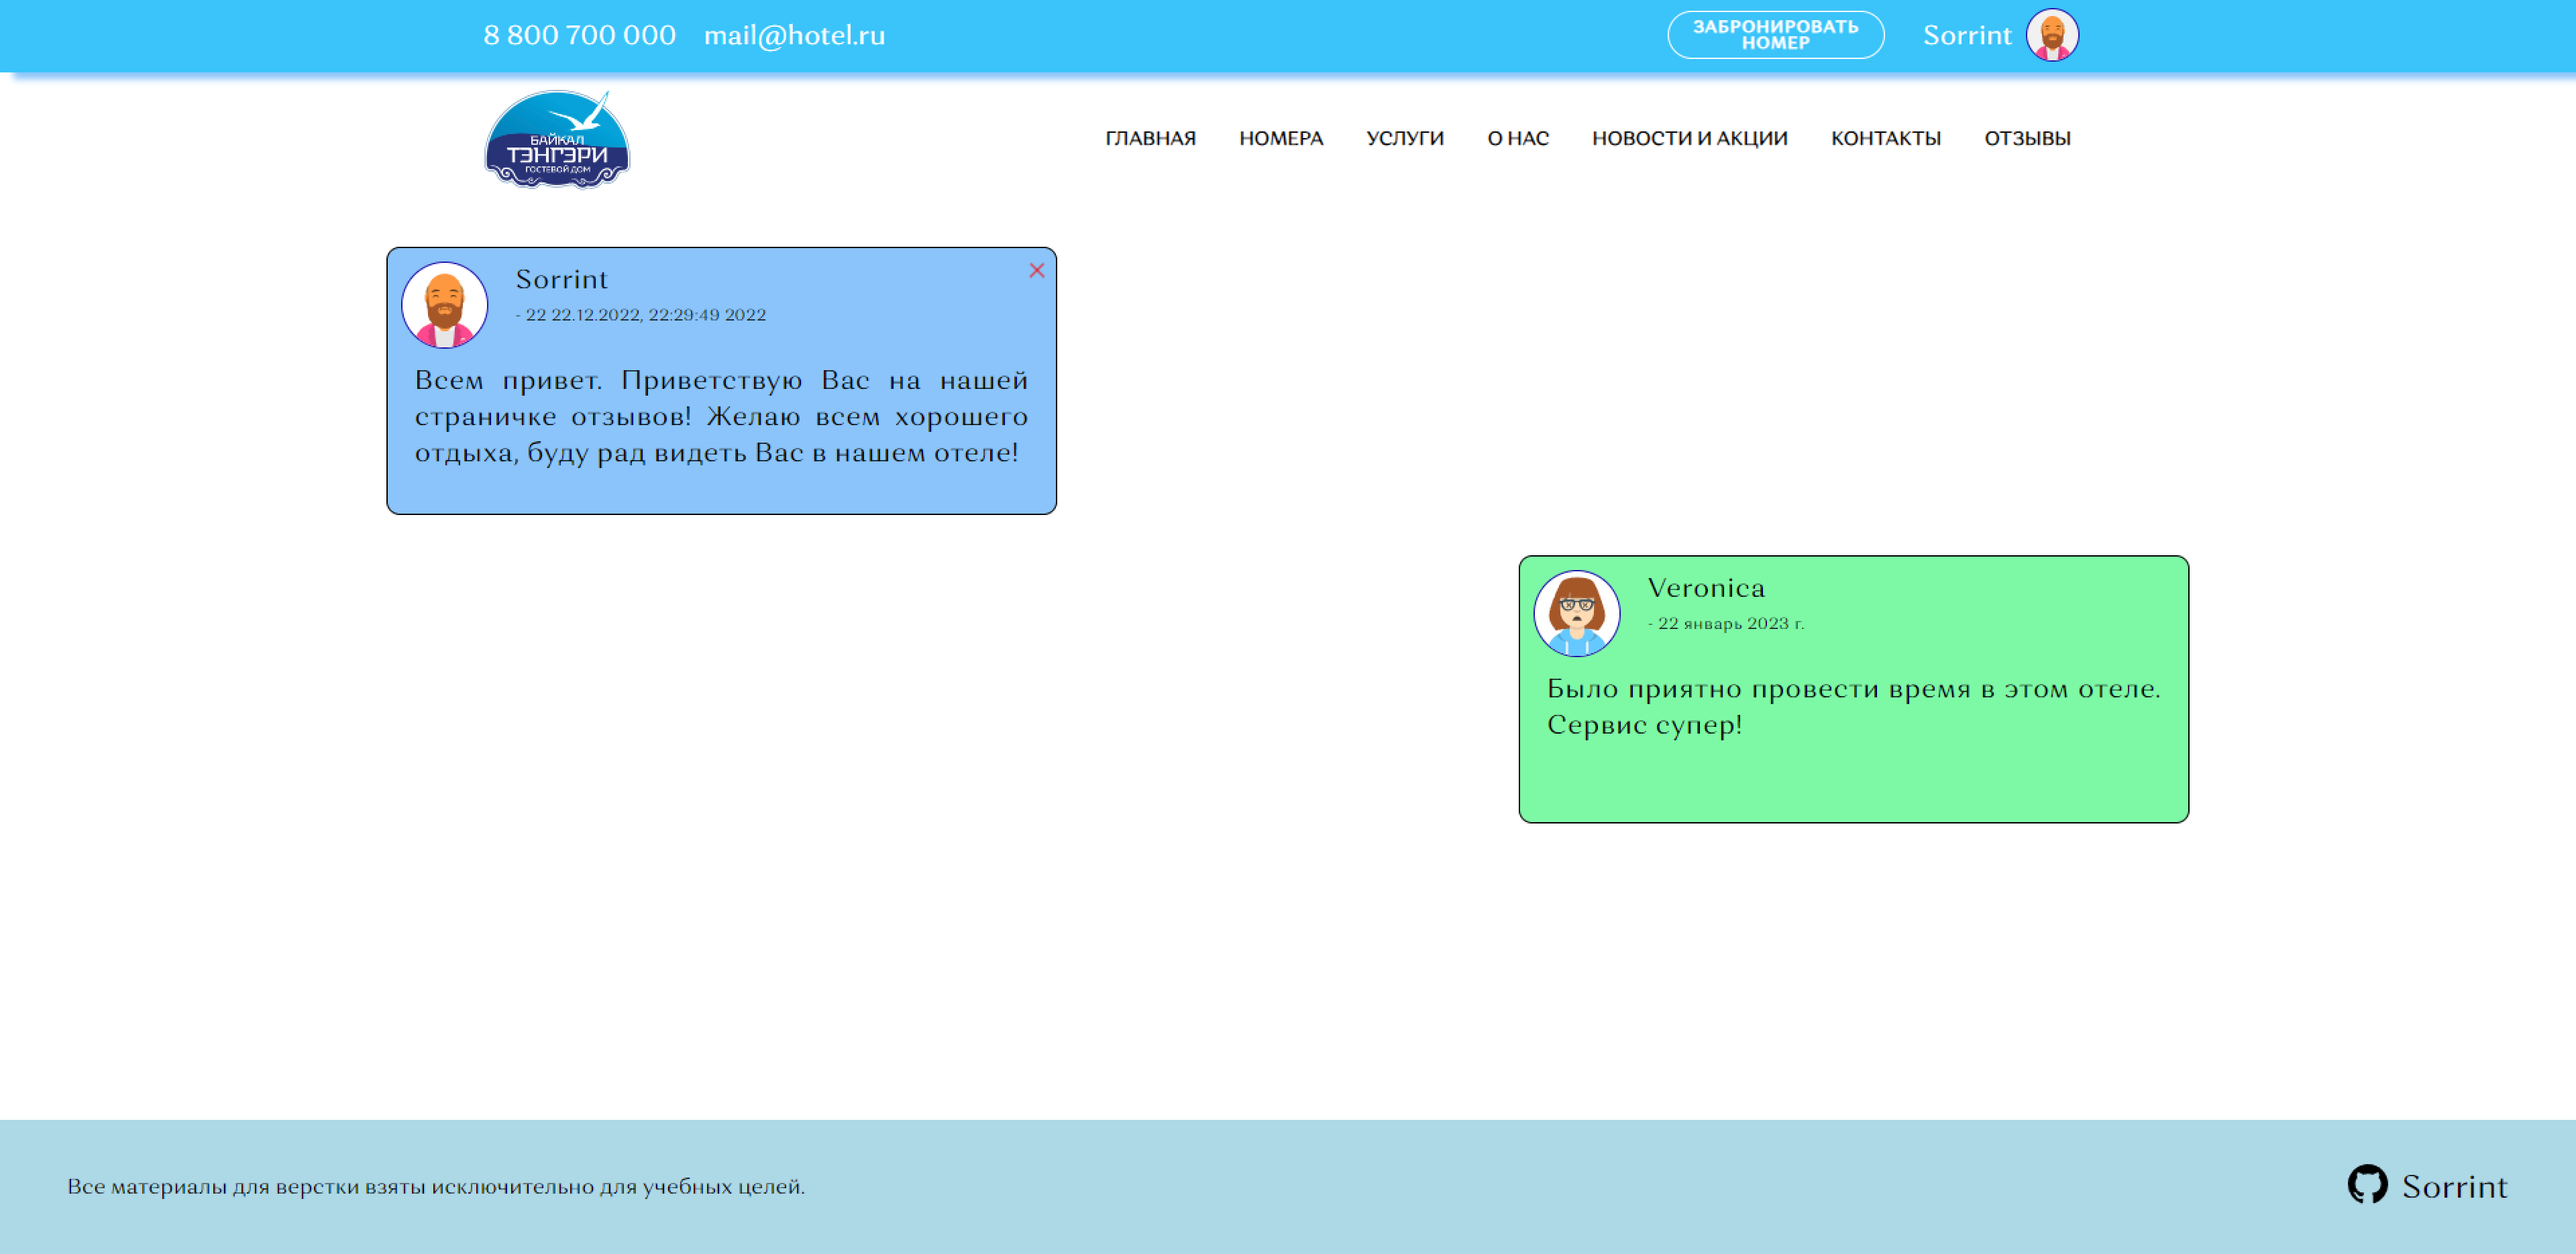 8 800 700 000 mail@hotel.ru
ЗАБРОНИРОВАТЬ
НОМЕР
Sorrint
БАЙКАЛ
ТЭНГЭРИ
ГОСТЕВОЙ ДОМ
ГЛАВНАЯ НОМЕРА УСЛУГИ О НАС НОВОСТИ И АКЦИИ КОНТАКТЫ ОТЗЫВЫ
Sorrint
- 22 22.12.2022, 22:29:49 2022
Всем привет. Приветствую Вас на нашей
страничке отзывов! Желаю всем хорошего
отдыха, буду рад видеть Вас в нашем отеле!
Veronica
- 22 январь 2023 г.
Было приятно провести время в этом отеле.
Сервис супер!
Все материалы для верстки взяты исключительно для учебных целей.
Sorrint